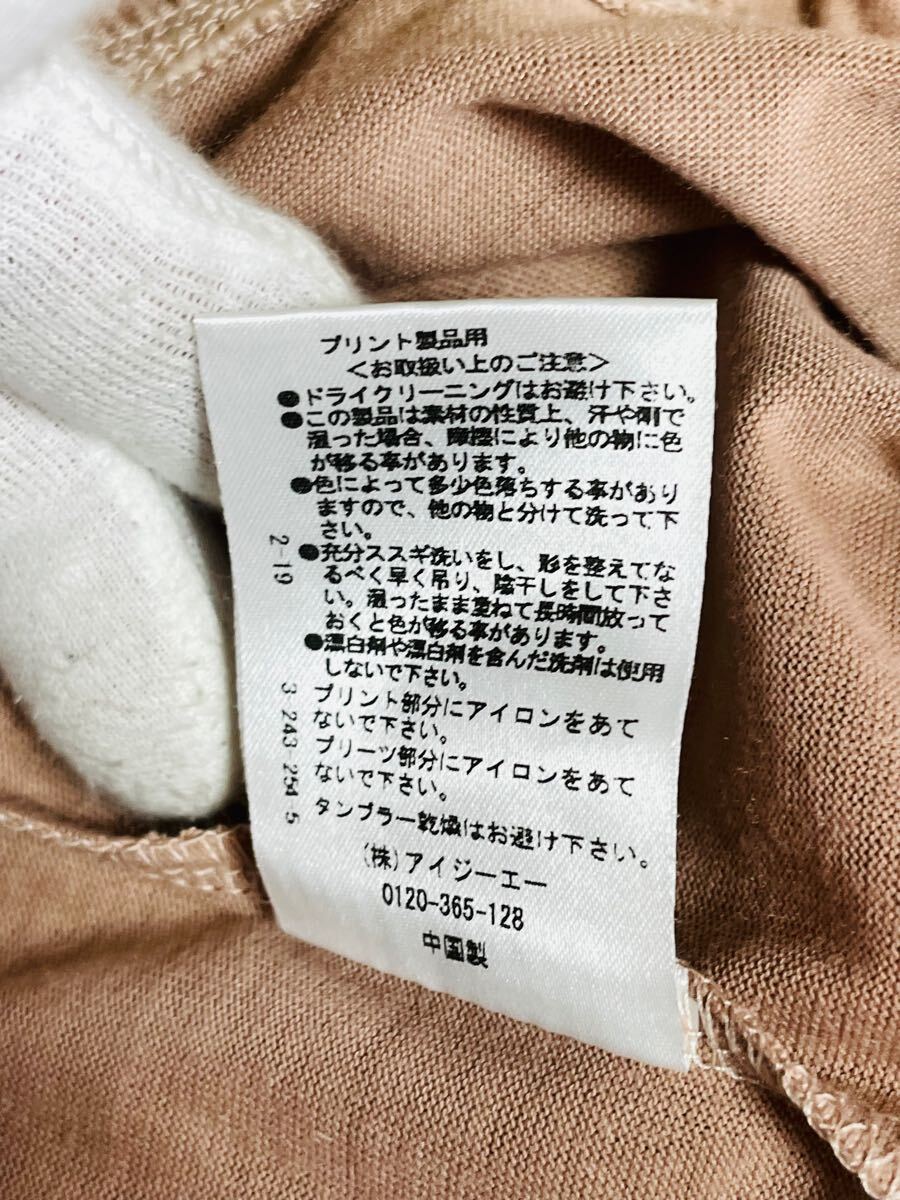 プリント製品用
<お取扱い上のご注意>
●ドライクリーニングはお避け下さい。
●この製品は素材の性質上、汗や雨で
湿った場合、摩擦により他の物に色
が移る事があります。
●色によって多少色落ちする事があり
ますので、他の物と分けて洗って下
さい。
●充分ススギ洗いをし、形を整えてな
るべく早く吊り、陰干しをして下さ
い。湿ったまま重ねて長時間放って
おくと色が移る事があります。
●漂白剤や漂白剤を含んだ洗剤は使用
しないで下さい。
プリント部分にアイロンをあて
ないで下さい。
プリーツ部分にアイロンをあて
ないで下さい。
タンブラー乾燥はお避け下さい。
(株)アイジーエー
0120-365-128
中国製
2-19
3 243 254 5